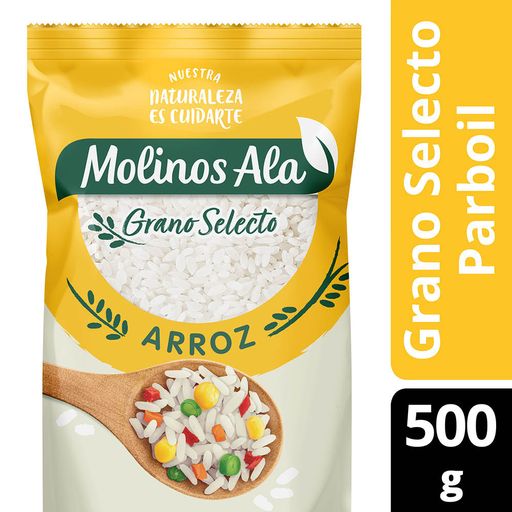 NUESTRA
NATURALEZA
ES CUIDARTE
Molinos Ala
Grano Selecto
ARROZ
Grano Selecto
Parboil
500
g